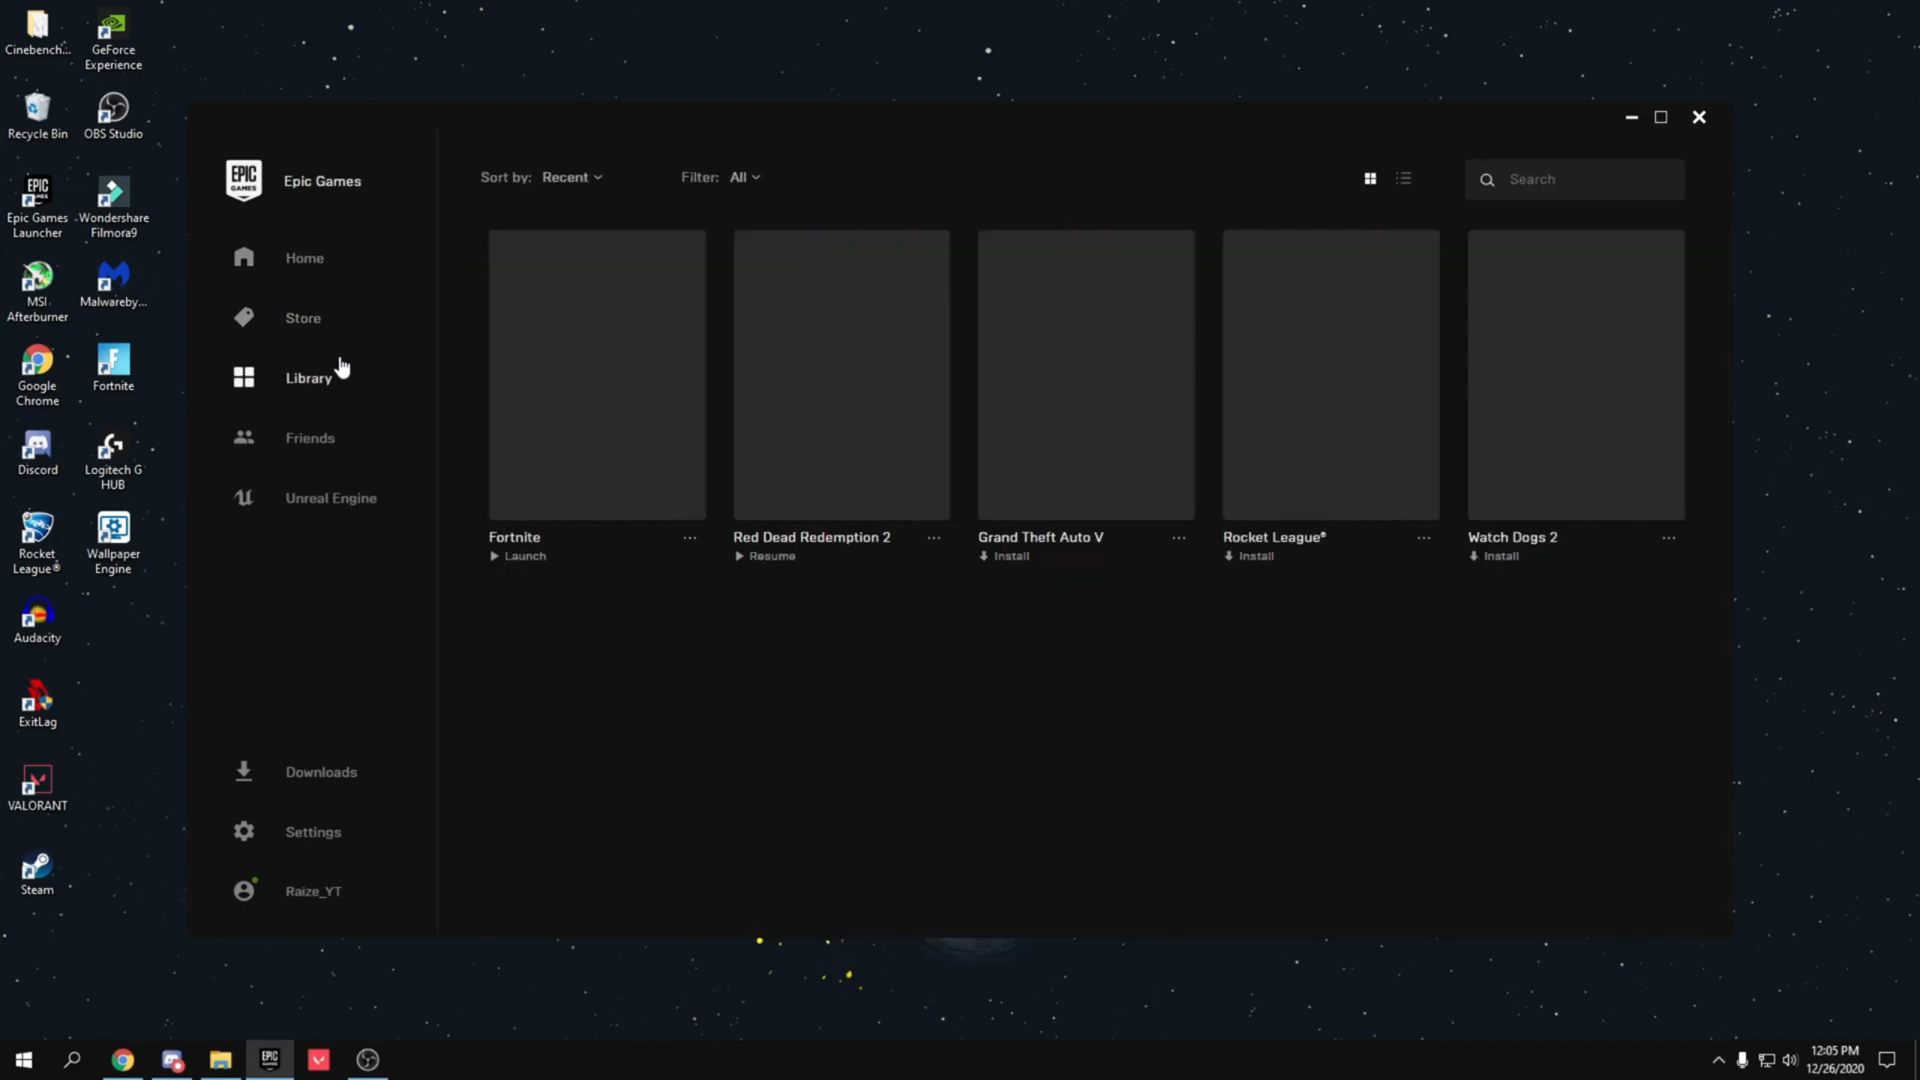 Cinebench...
GeForce
Experience
Recycle Bin
OBS Studio
Epic Games
Launcher
Wondershare
Filmora9
MSI
Afterburner
Malwareby...
Google
Chrome
Fortnite
Discord
Logitech G
HUB
Rocket
League®
Wallpaper
Engine
Audacity
ExitLag
VALORANT
Steam
EPIC
GAMES
Epic Games
Home
Store
Library
Friends
Unreal Engine
Downloads
Settings
Raize_YT
Sort by: Recent
Filter: All
Search
Fortnite ...
Launch
Red Dead Redemption 2 ...
Resume
Grand Theft Auto V ...
Install
Rocket League® ...
Install
Watch Dogs 2 ...
Install
12:05 PM
12/26/2020